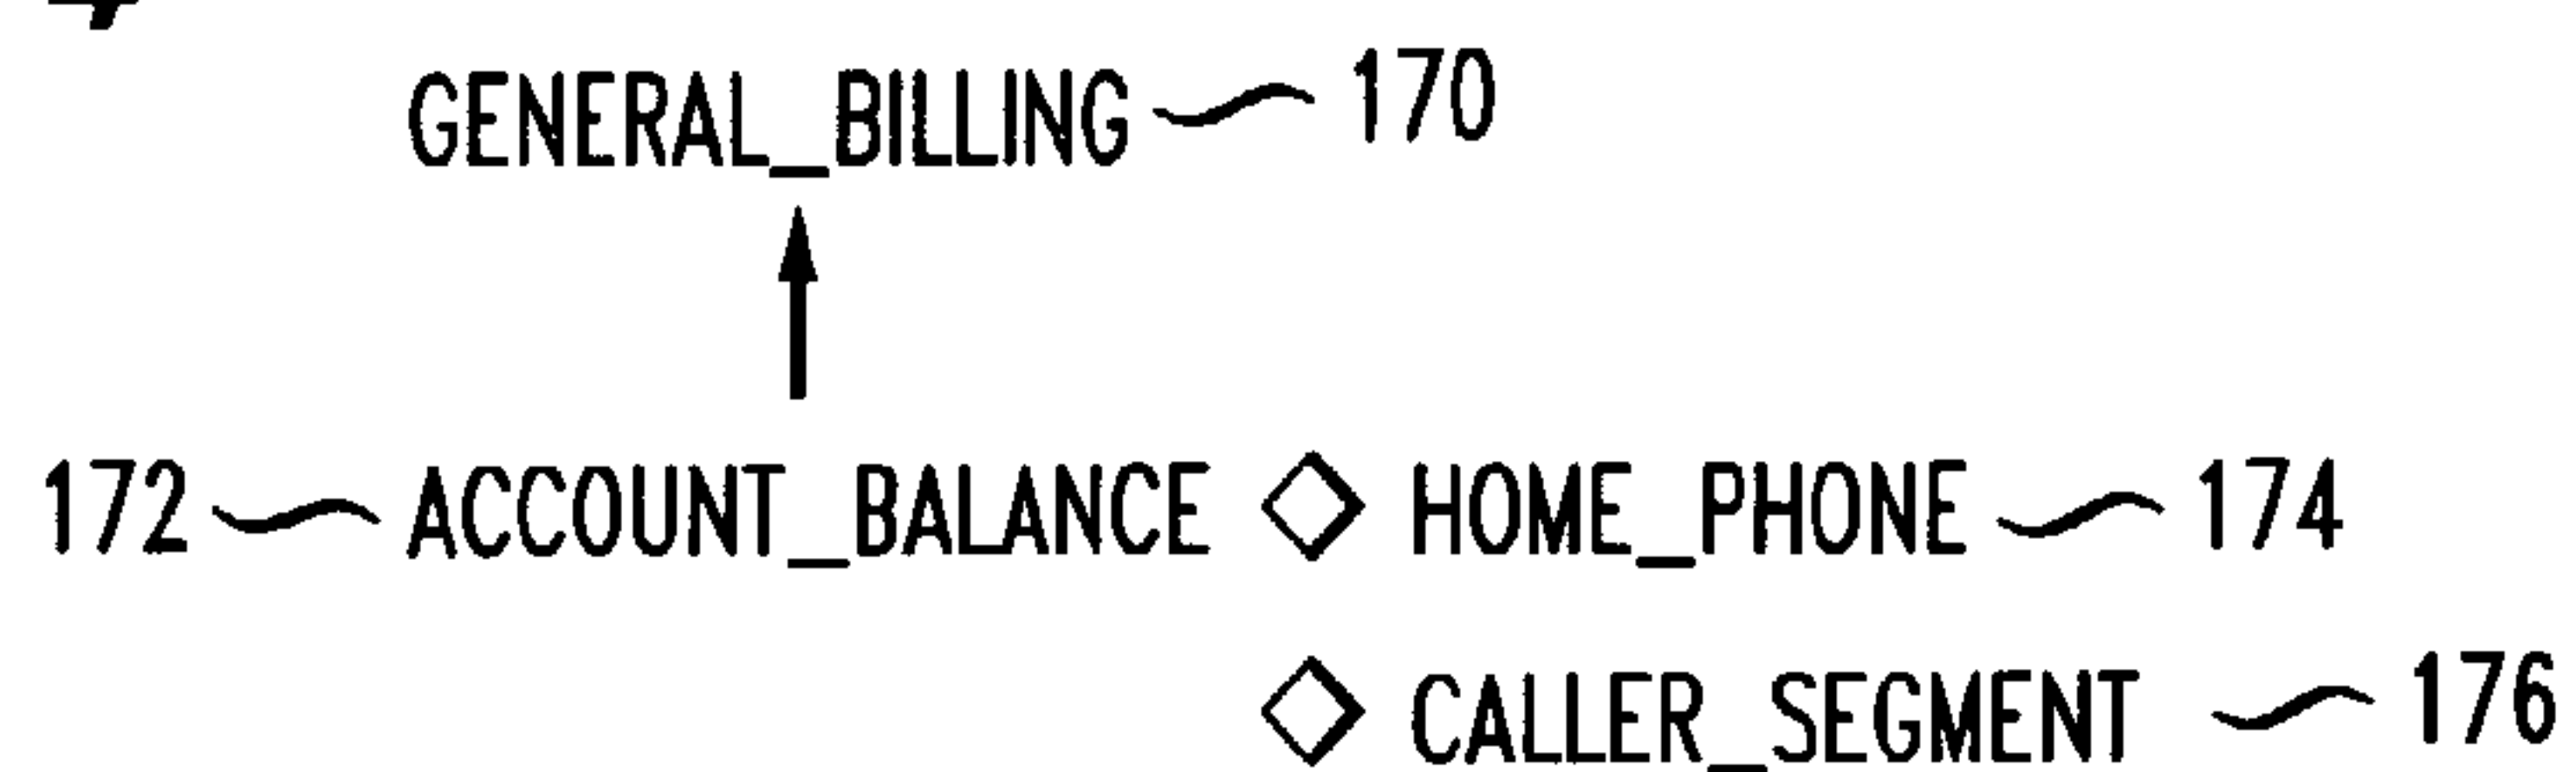 GENERAL_BILLING 170
172 ACCOUNT_BALANCE ◇ HOME_PHONE 174
◇ CALLER_SEGMENT 176